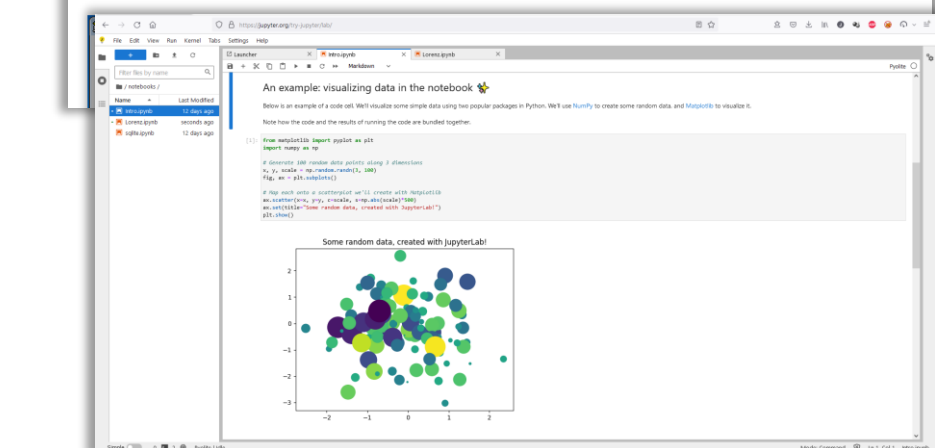 https://jupyter.org/try-jupyter/lab/
File Edit View Run Kernel Tabs Settings Help
Launcher
Intro.ipynb
Lorenz.ipynb
Filter files by name
Markdown
Pyolite
/ notebooks /
Name Last Modified
Intro.ipynb 12 days ago
Lorenz.ipynb seconds ago
sqlite.ipynb 12 days ago
An example: visualizing data in the notebook
Below is an example of a code cell. We'll visualize some simple data using two popular packages in Python. We'll use NumPy to create some random data, and Matplotlib to visualize it.
Note how the code and the results of running the code are bundled together.
[1]:
from matplotlib import pyplot as plt
import numpy as np
# Generate 100 random data points along 3 dimensions
x, y, scale = np.random.randn(3, 100)
fig, ax = plt.subplots()
# Map each onto a scatterplot we'll create with Matplotlib
ax.scatter(x=x, y=y, c=scale, s=np.abs(scale)*500)
ax.set(title="Some random data, created with JupyterLab!")
plt.show()
Some random data, created with JupyterLab!
2
1
0
−1
−2
−3
−2 −1 0 1 2
Simple